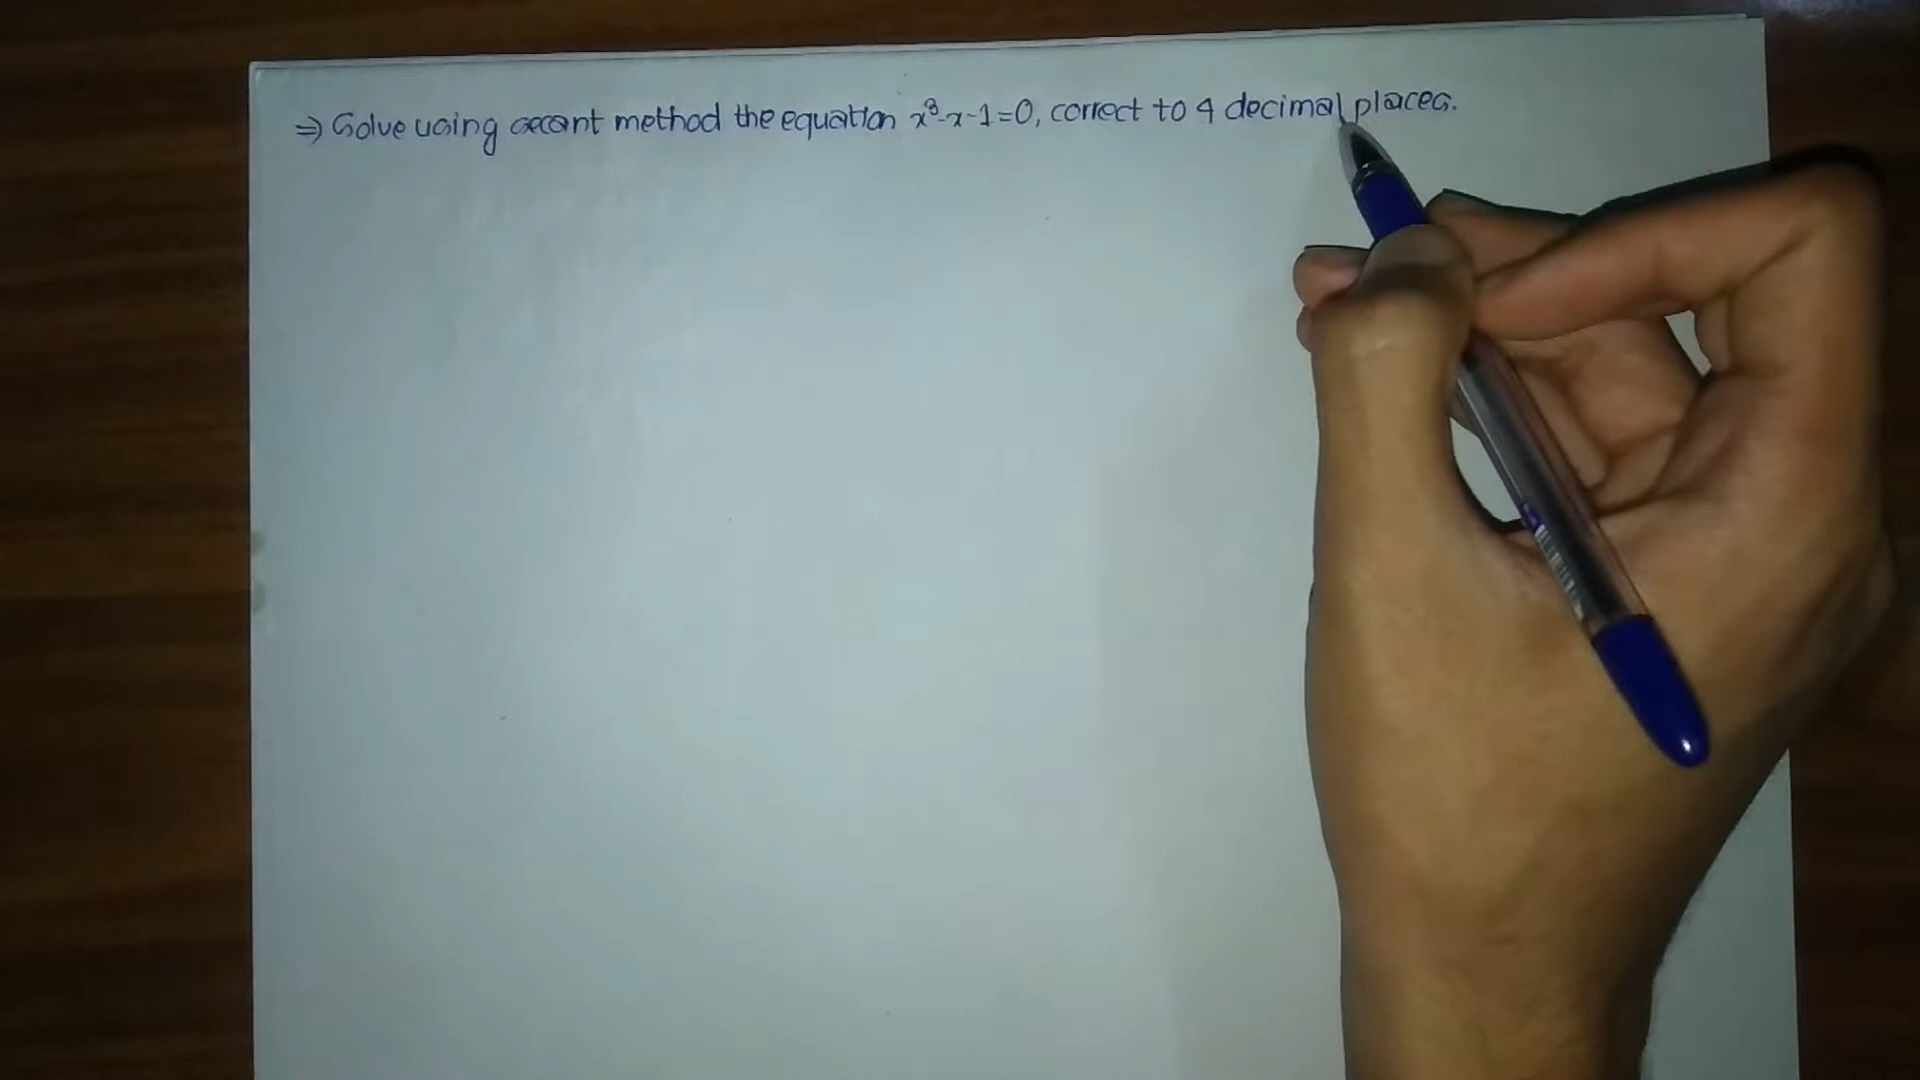 ⇒ Solve using secant method the equation x³-x-1=0, correct to 4 decimal places.